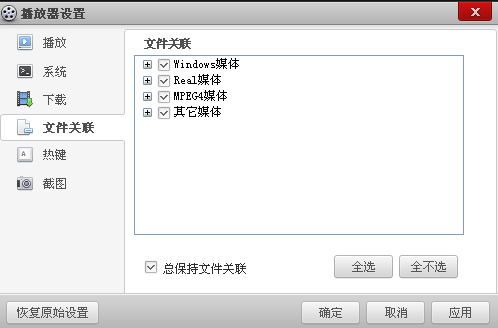 播放器设置
播放
系统
下载
文件关联
热键
截图
文件关联
Windows媒体
Real媒体
MPEG4媒体
其它媒体
总保持文件关联
全选
全不选
恢复原始设置
确定
取消
应用